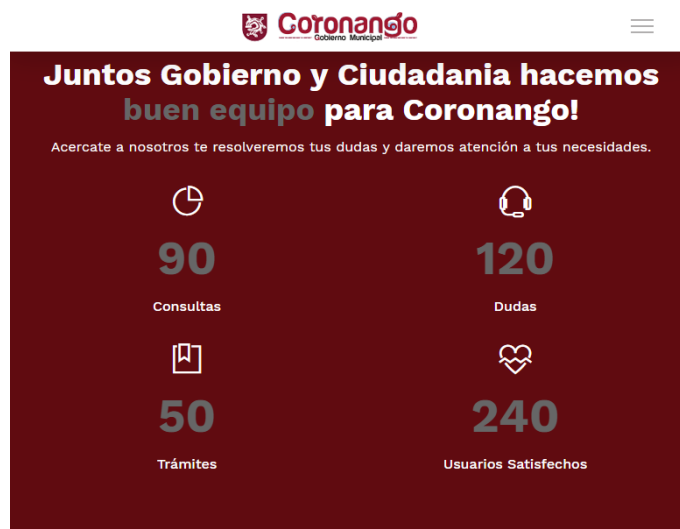 Coronango
Gobierno Municipal
Juntos Gobierno y Ciudadania hacemos
buen equipo para Coronango!
Acercate a nosotros te resolveremos tus dudas y daremos atención a tus necesidades.
90
120
Consultas
Dudas
50
240
Trámites
Usuarios Satisfechos